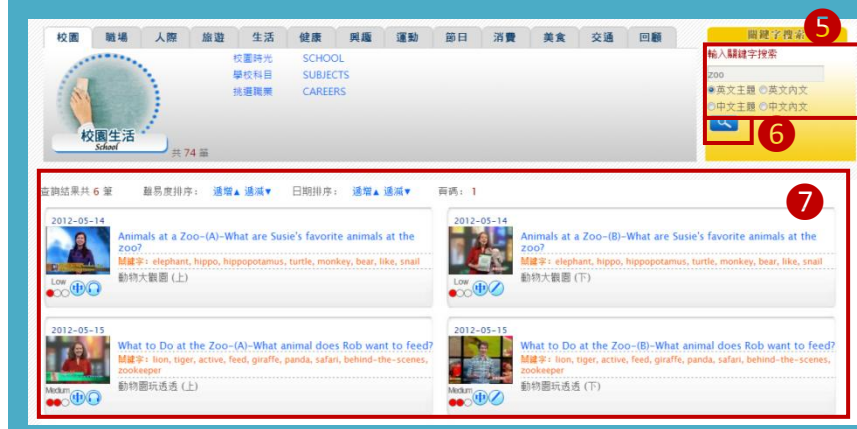 校園 職場 人際 旅遊 生活 健康 興趣 運動 節日 消費 美食 交通 回顧
關鍵字搜索
5
校園時光 SCHOOL
學校科目 SUBJECTS
挑選職業 CAREERS
校園生活
School
共 74 筆
輸入關鍵字搜索
zoo
英文主題 英文內文
中文主題 中文內文
6
7
查詢結果共 6 筆 難易度排序： 遞增▲ 遞減▼ 日期排序： 遞增▲ 遞減▼ 頁碼： 1
2012-05-14
Animals at a Zoo-(A)-What are Susie's favorite animals at the zoo?
關鍵字：elephant, hippo, hippopotamus, turtle, monkey, bear, like, snail
動物大觀園 (上)
Low
中
2012-05-14
Animals at a Zoo-(B)-What are Susie's favorite animals at the zoo?
關鍵字：elephant, hippo, hippopotamus, turtle, monkey, bear, like, snail
動物大觀園 (下)
Low
中
2012-05-15
What to Do at the Zoo-(A)-What animal does Rob want to feed?
關鍵字：lion, tiger, active, feed, giraffe, panda, safari, behind-the-scenes,
zookeeper
動物園玩透透 (上)
Medium
中
2012-05-15
What to Do at the Zoo-(B)-What animal does Rob want to feed?
關鍵字：lion, tiger, active, feed, giraffe, panda, safari, behind-the-scenes,
zookeeper
動物園玩透透 (下)
Medium
中